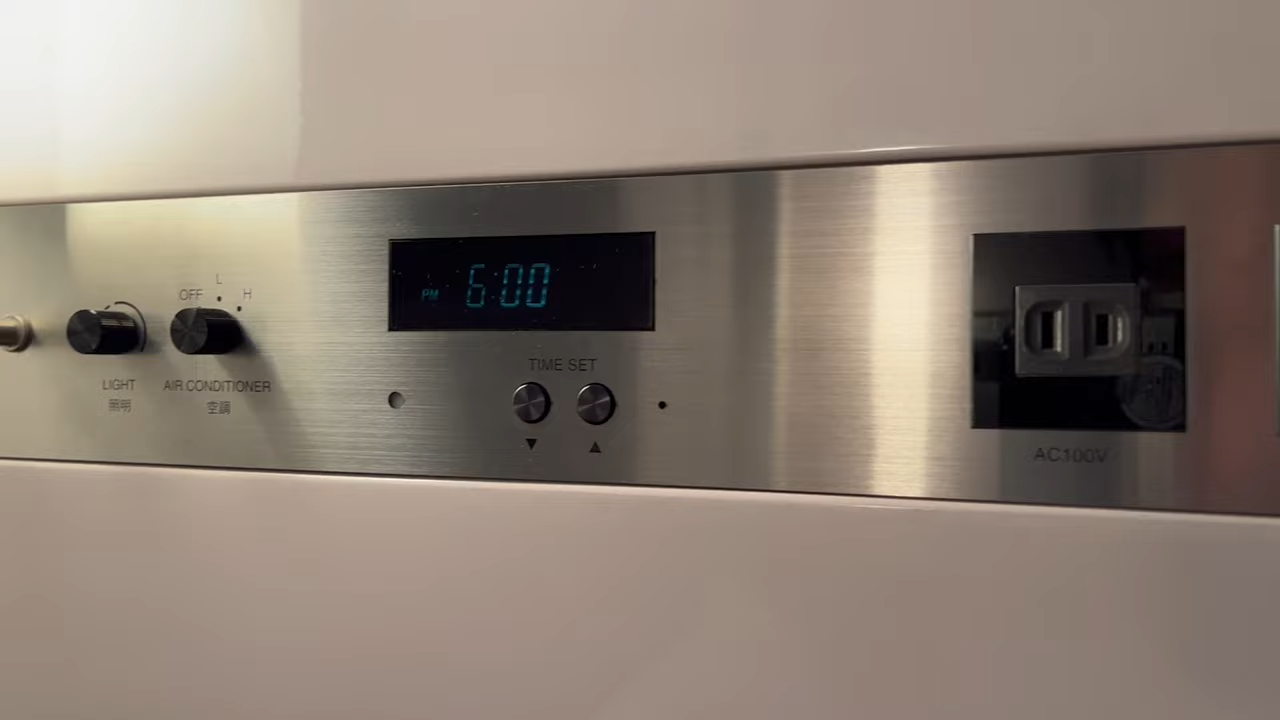 OFF
L
H
LIGHT
照明
AIR CONDITIONER
空調
PM 6:00
TIME SET
▼ ▲
AC100V